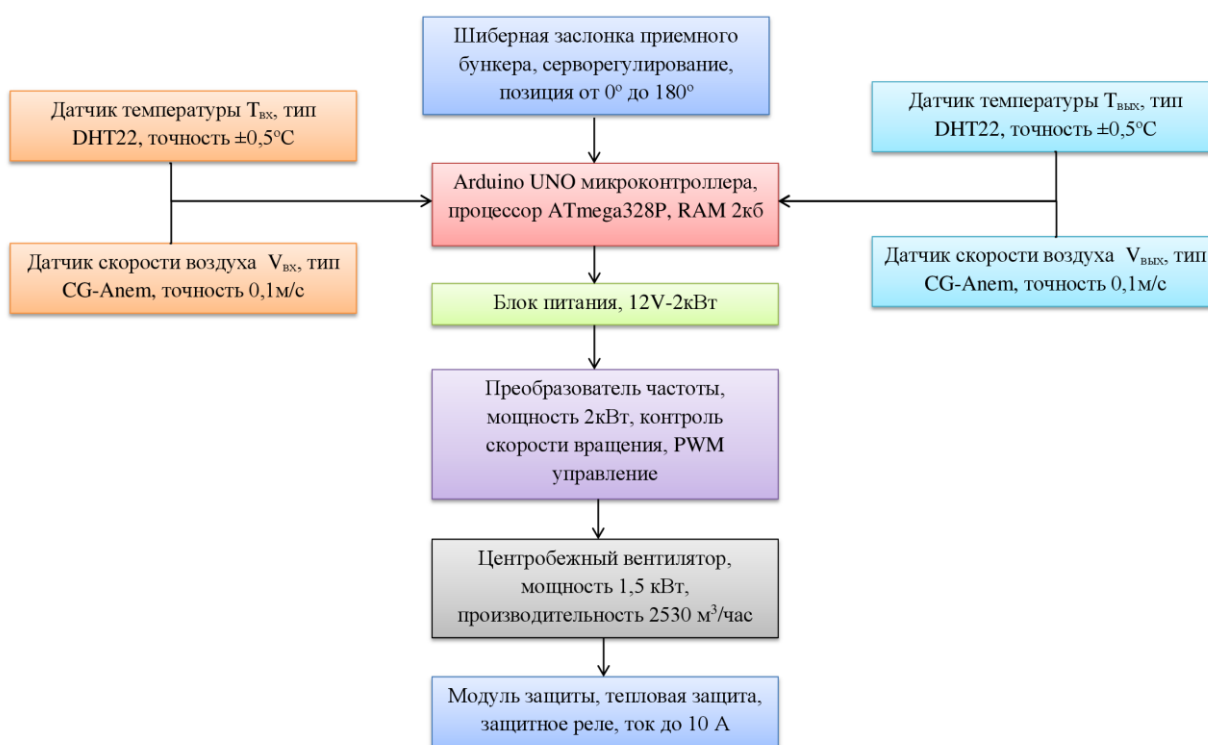 Шиберная заслонка приемного
бункера, серворегулирование,
позиция от 0º до 180º
Датчик температуры Tвх, тип
DHT22, точность ±0,5ºС
Датчик температуры Tвых, тип
DHT22, точность ±0,5ºС
Arduino UNO микроконтроллера,
процессор ATmega328P, RAM 2кб
Датчик скорости воздуха Vвх, тип
CG-Anem, точность 0,1м/с
Датчик скорости воздуха Vвых, тип
CG-Anem, точность 0,1м/с
Блок питания, 12V-2кВт
Преобразователь частоты,
мощность 2кВт, контроль
скорости вращения, PWM
управление
Центробежный вентилятор,
мощность 1,5 кВт,
производительность 2530 м³/час
Модуль защиты, тепловая защита,
защитное реле, ток до 10 А